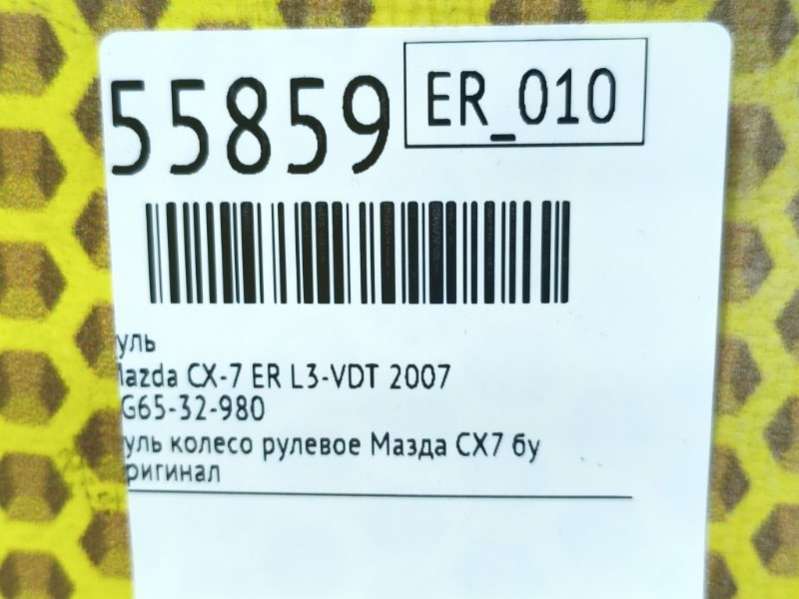 55859
ER_010
уль
Mazda CX-7 ER L3-VDT 2007
G65-32-980
уль колесо рулевое Мазда CX7 бу
ригинал